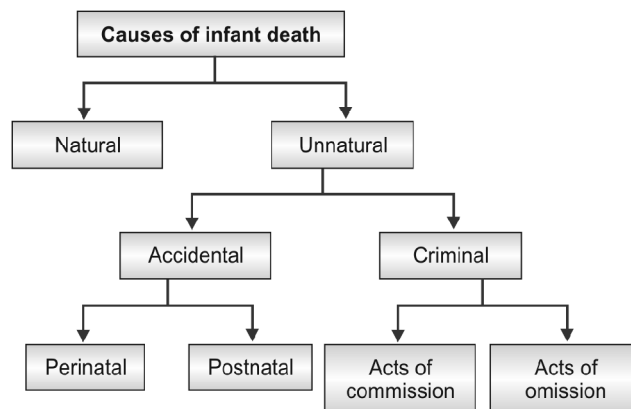 Causes of infant death
Natural
Unnatural
Accidental
Criminal
Perinatal
Postnatal
Acts of
commission
Acts of
omission